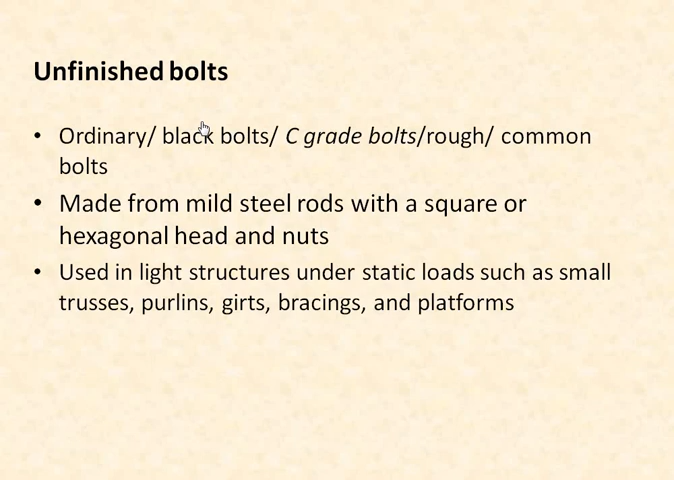 Unfinished bolts
• Ordinary/ black bolts/ C grade bolts/rough/ common
bolts
• Made from mild steel rods with a square or
hexagonal head and nuts
• Used in light structures under static loads such as small
trusses, purlins, girts, bracings, and platforms